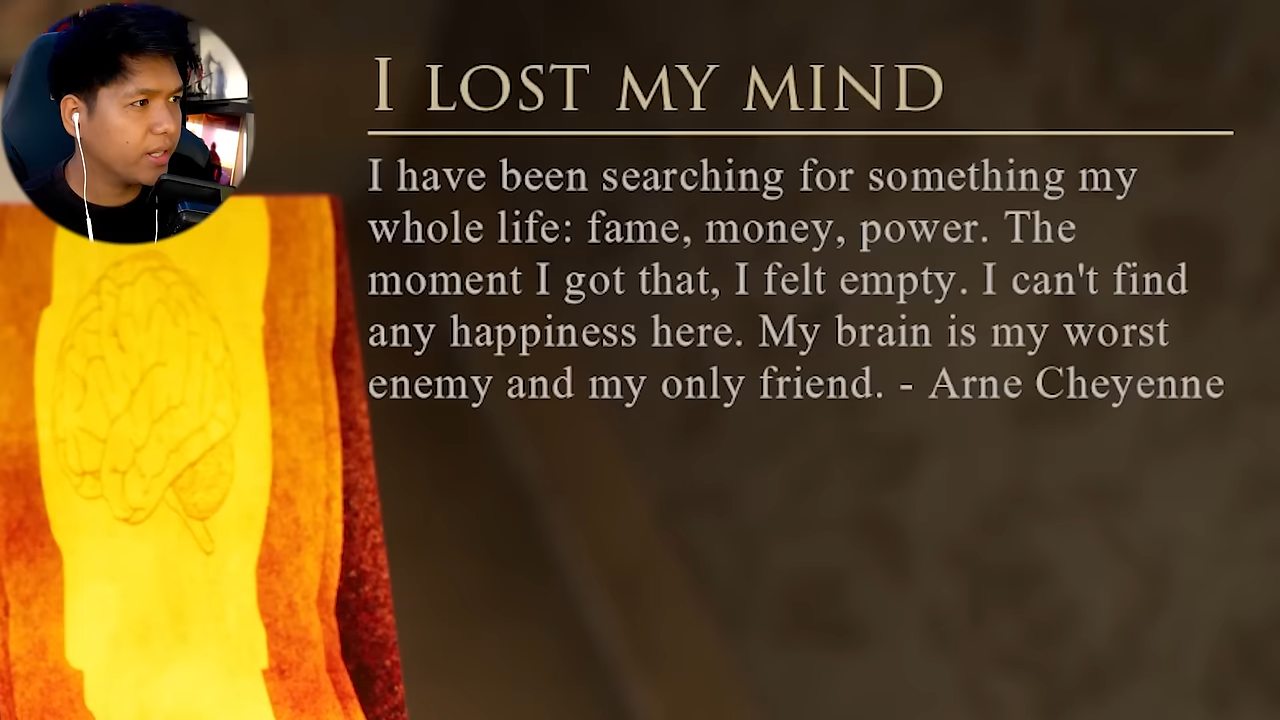 I LOST MY MIND
I have been searching for something my
whole life: fame, money, power. The
moment I got that, I felt empty. I can't find
any happiness here. My brain is my worst
enemy and my only friend. - Arne Cheyenne